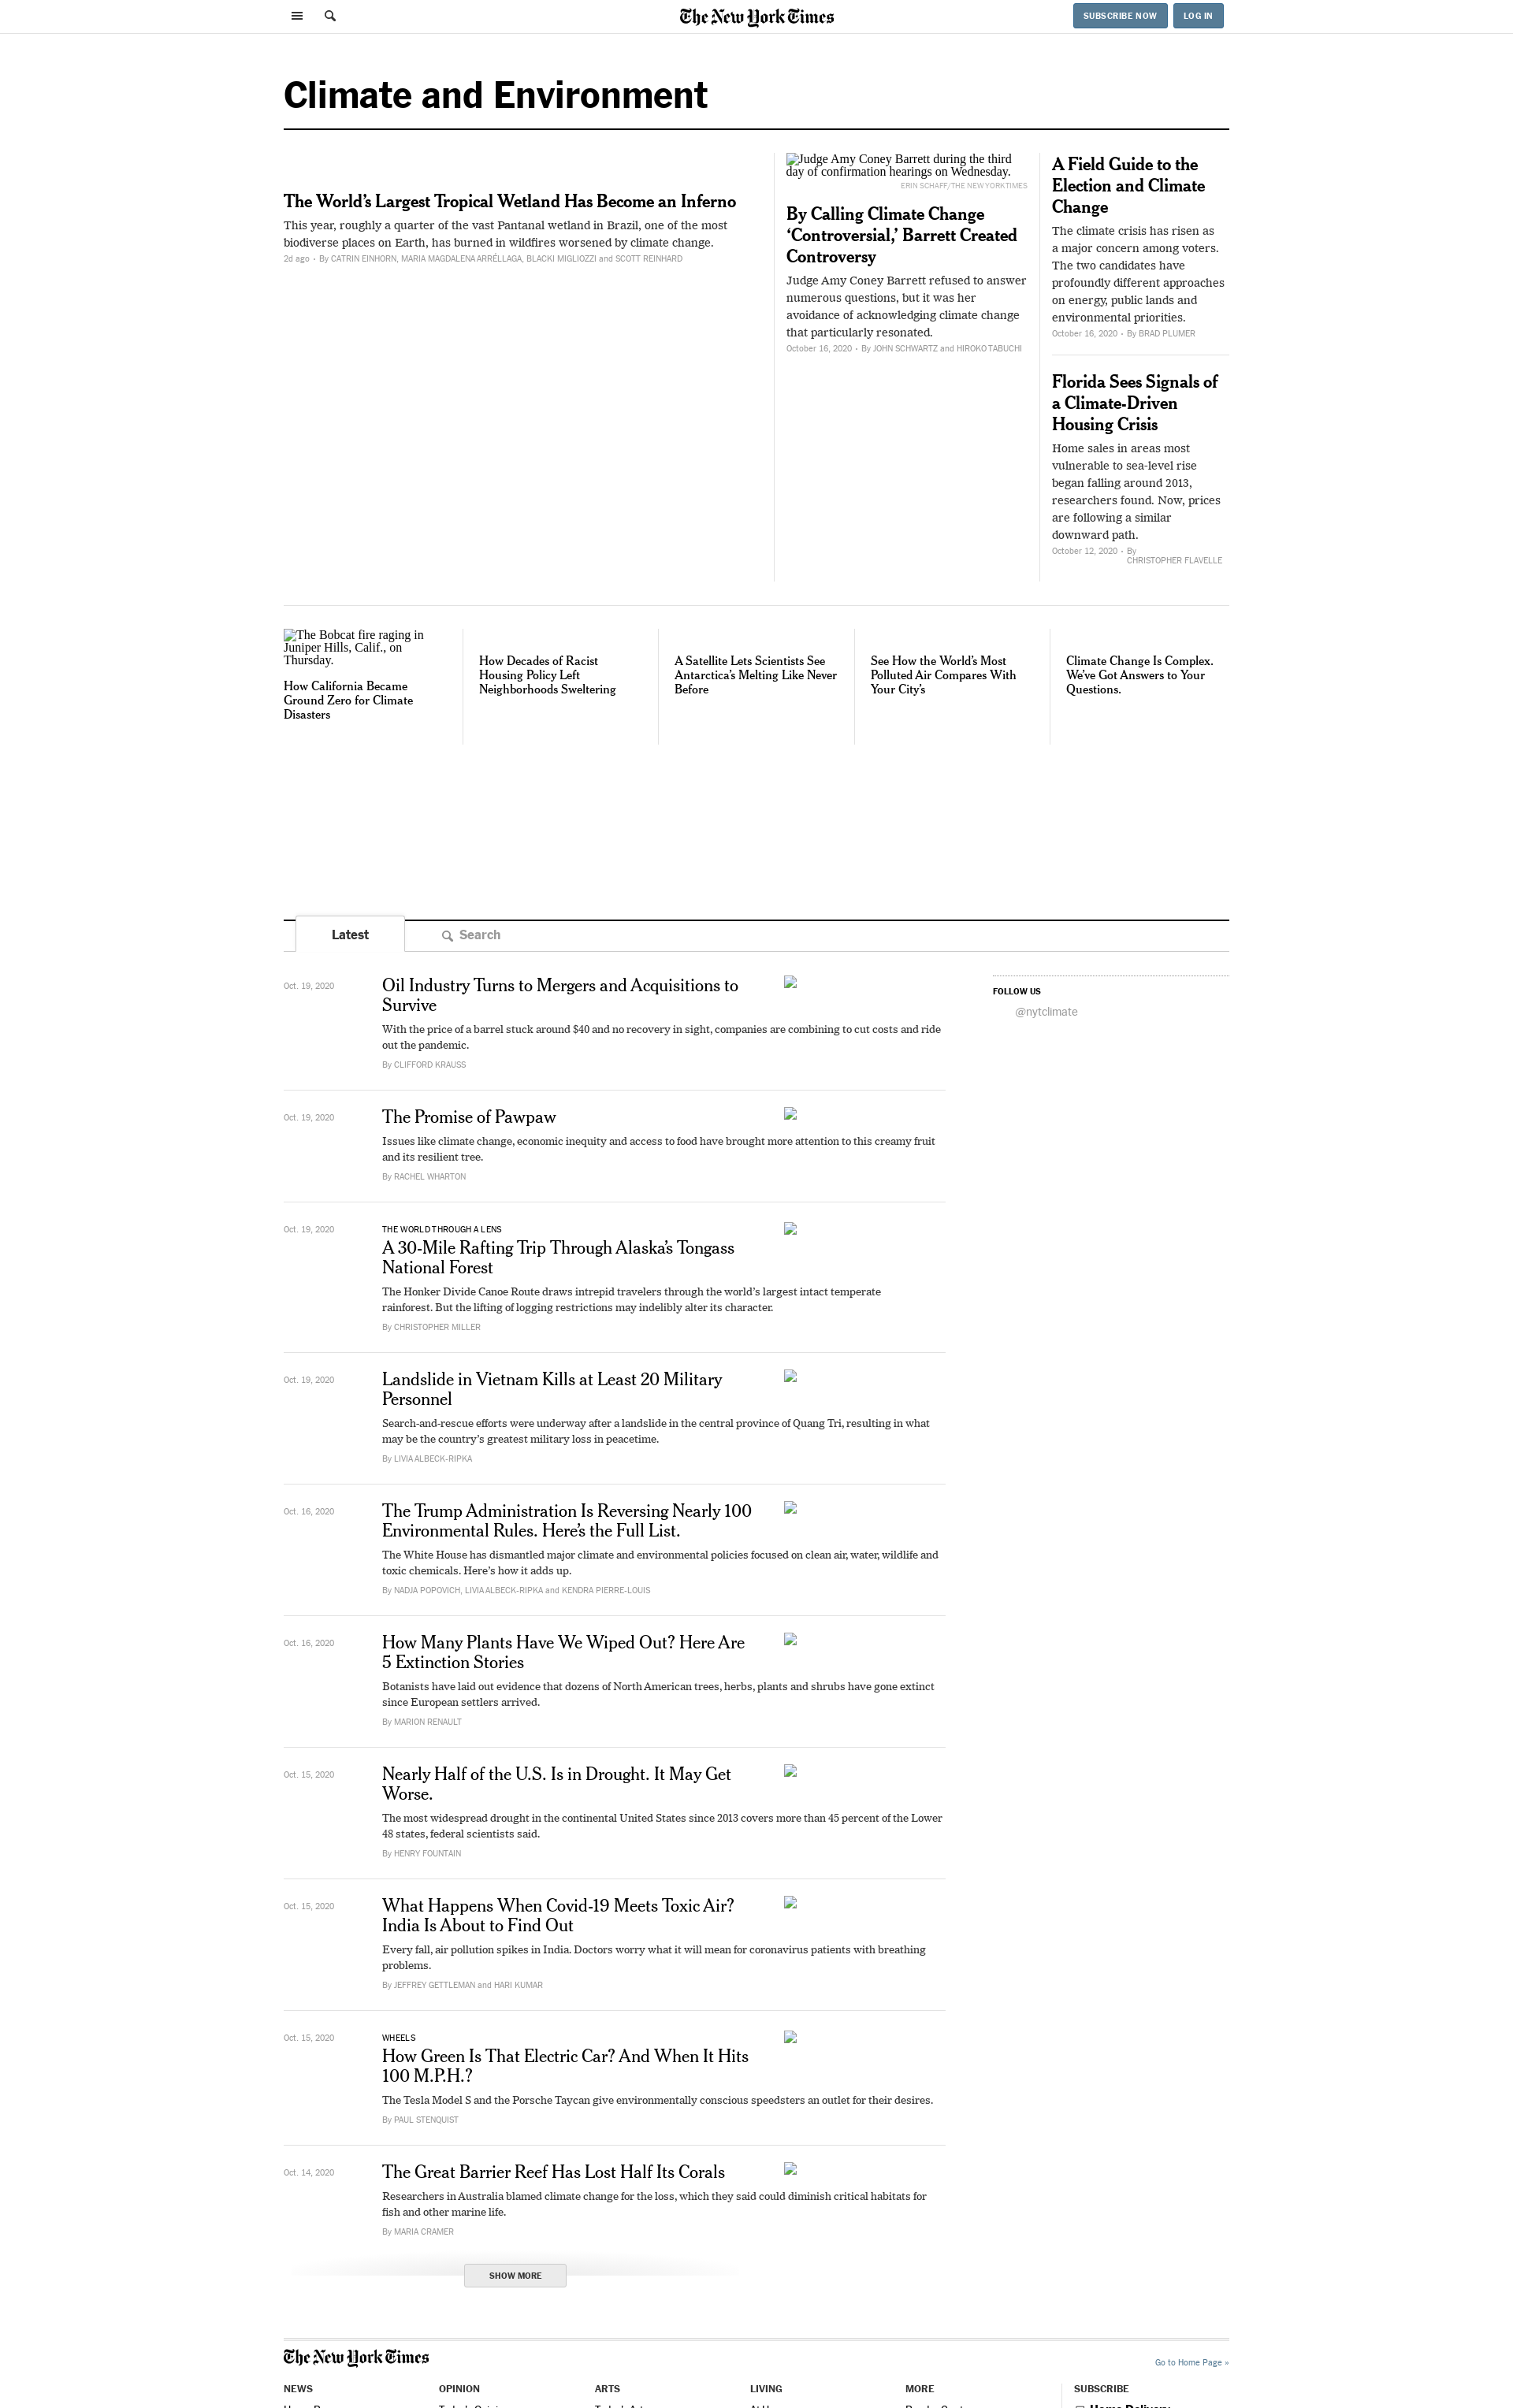 The New York Times
SUBSCRIBE NOW
LOG IN
Climate and Environment
The World’s Largest Tropical Wetland Has Become an Inferno
This year, roughly a quarter of the vast Pantanal wetland in Brazil, one of the most
biodiverse places on Earth, has burned in wildfires worsened by climate change.
2d ago • By CATRIN EINHORN, MARIA MAGDALENA ARRÉLLAGA, BLACKI MIGLIOZZI and SCOTT REINHARD
Judge Amy Coney Barrett during the third
day of confirmation hearings on Wednesday.
ERIN SCHAFF/THE NEW YORK TIMES
By Calling Climate Change
‘Controversial,’ Barrett Created
Controversy
Judge Amy Coney Barrett refused to answer
numerous questions, but it was her
avoidance of acknowledging climate change
that particularly resonated.
October 16, 2020 • By JOHN SCHWARTZ and HIROKO TABUCHI
A Field Guide to the
Election and Climate
Change
The climate crisis has risen as
a major concern among voters.
The two candidates have
profoundly different approaches
on energy, public lands and
environmental priorities.
October 16, 2020 • By BRAD PLUMER
Florida Sees Signals of
a Climate-Driven
Housing Crisis
Home sales in areas most
vulnerable to sea-level rise
began falling around 2013,
researchers found. Now, prices
are following a similar
downward path.
October 12, 2020 • By
CHRISTOPHER FLAVELLE
The Bobcat fire raging in
Juniper Hills, Calif., on
Thursday.
How California Became
Ground Zero for Climate
Disasters
How Decades of Racist
Housing Policy Left
Neighborhoods Sweltering
A Satellite Lets Scientists See
Antarctica’s Melting Like Never
Before
See How the World’s Most
Polluted Air Compares With
Your City’s
Climate Change Is Complex.
We’ve Got Answers to Your
Questions.
Latest
Search
Oct. 19, 2020
Oil Industry Turns to Mergers and Acquisitions to
Survive
With the price of a barrel stuck around $40 and no recovery in sight, companies are combining to cut costs and ride
out the pandemic.
By CLIFFORD KRAUSS
FOLLOW US
@nytclimate
Oct. 19, 2020
The Promise of Pawpaw
Issues like climate change, economic inequity and access to food have brought more attention to this creamy fruit
and its resilient tree.
By RACHEL WHARTON
Oct. 19, 2020
THE WORLD THROUGH A LENS
A 30-Mile Rafting Trip Through Alaska’s Tongass
National Forest
The Honker Divide Canoe Route draws intrepid travelers through the world’s largest intact temperate
rainforest. But the lifting of logging restrictions may indelibly alter its character.
By CHRISTOPHER MILLER
Oct. 19, 2020
Landslide in Vietnam Kills at Least 20 Military
Personnel
Search-and-rescue efforts were underway after a landslide in the central province of Quang Tri, resulting in what
may be the country’s greatest military loss in peacetime.
By LIVIA ALBECK-RIPKA
Oct. 16, 2020
The Trump Administration Is Reversing Nearly 100
Environmental Rules. Here’s the Full List.
The White House has dismantled major climate and environmental policies focused on clean air, water, wildlife and
toxic chemicals. Here’s how it adds up.
By NADJA POPOVICH, LIVIA ALBECK-RIPKA and KENDRA PIERRE-LOUIS
Oct. 16, 2020
How Many Plants Have We Wiped Out? Here Are
5 Extinction Stories
Botanists have laid out evidence that dozens of North American trees, herbs, plants and shrubs have gone extinct
since European settlers arrived.
By MARION RENAULT
Oct. 15, 2020
Nearly Half of the U.S. Is in Drought. It May Get
Worse.
The most widespread drought in the continental United States since 2013 covers more than 45 percent of the Lower
48 states, federal scientists said.
By HENRY FOUNTAIN
Oct. 15, 2020
What Happens When Covid-19 Meets Toxic Air?
India Is About to Find Out
Every fall, air pollution spikes in India. Doctors worry what it will mean for coronavirus patients with breathing
problems.
By JEFFREY GETTLEMAN and HARI KUMAR
Oct. 15, 2020
WHEELS
How Green Is That Electric Car? And When It Hits
100 M.P.H.?
The Tesla Model S and the Porsche Taycan give environmentally conscious speedsters an outlet for their desires.
By PAUL STENQUIST
Oct. 14, 2020
The Great Barrier Reef Has Lost Half Its Corals
Researchers in Australia blamed climate change for the loss, which they said could diminish critical habitats for
fish and other marine life.
By MARIA CRAMER
SHOW MORE
The New York Times
Go to Home Page »
NEWS
OPINION
ARTS
LIVING
MORE
SUBSCRIBE